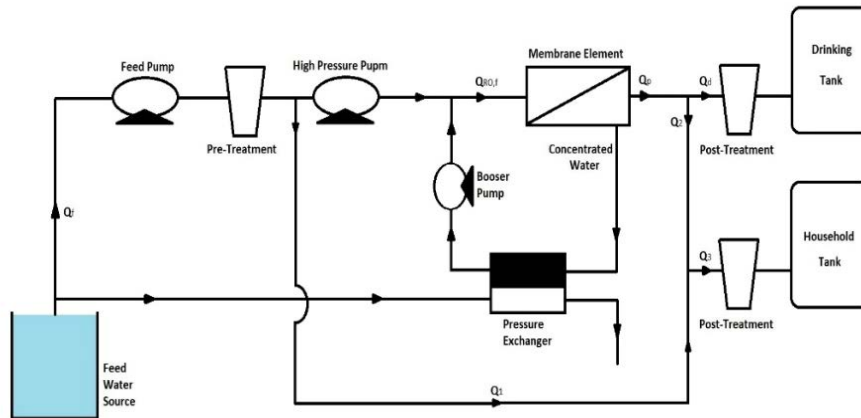 Feed Pump
High Pressure Pupm
Q_RO,f
Membrane Element
Q_p
Q_d
Drinking
Tank
Pre-Treatment
Q_2
Post-Treatment
Concentrated
Water
Booser
Pump
Q_f
Q_3
Household
Tank
Post-Treatment
Pressure
Exchanger
Feed
Water
Source
Q_1